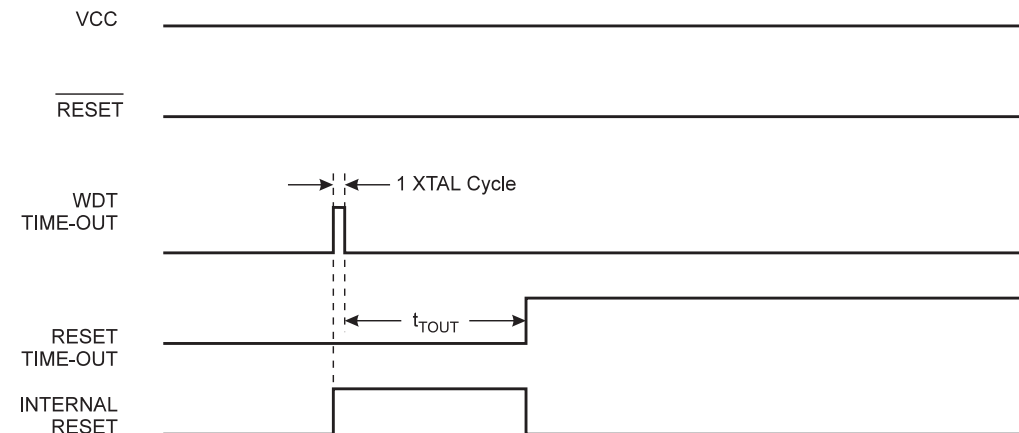 VCC
RESET
1 XTAL Cycle
WDT
TIME-OUT
tTOUT
RESET
TIME-OUT
INTERNAL
RESET